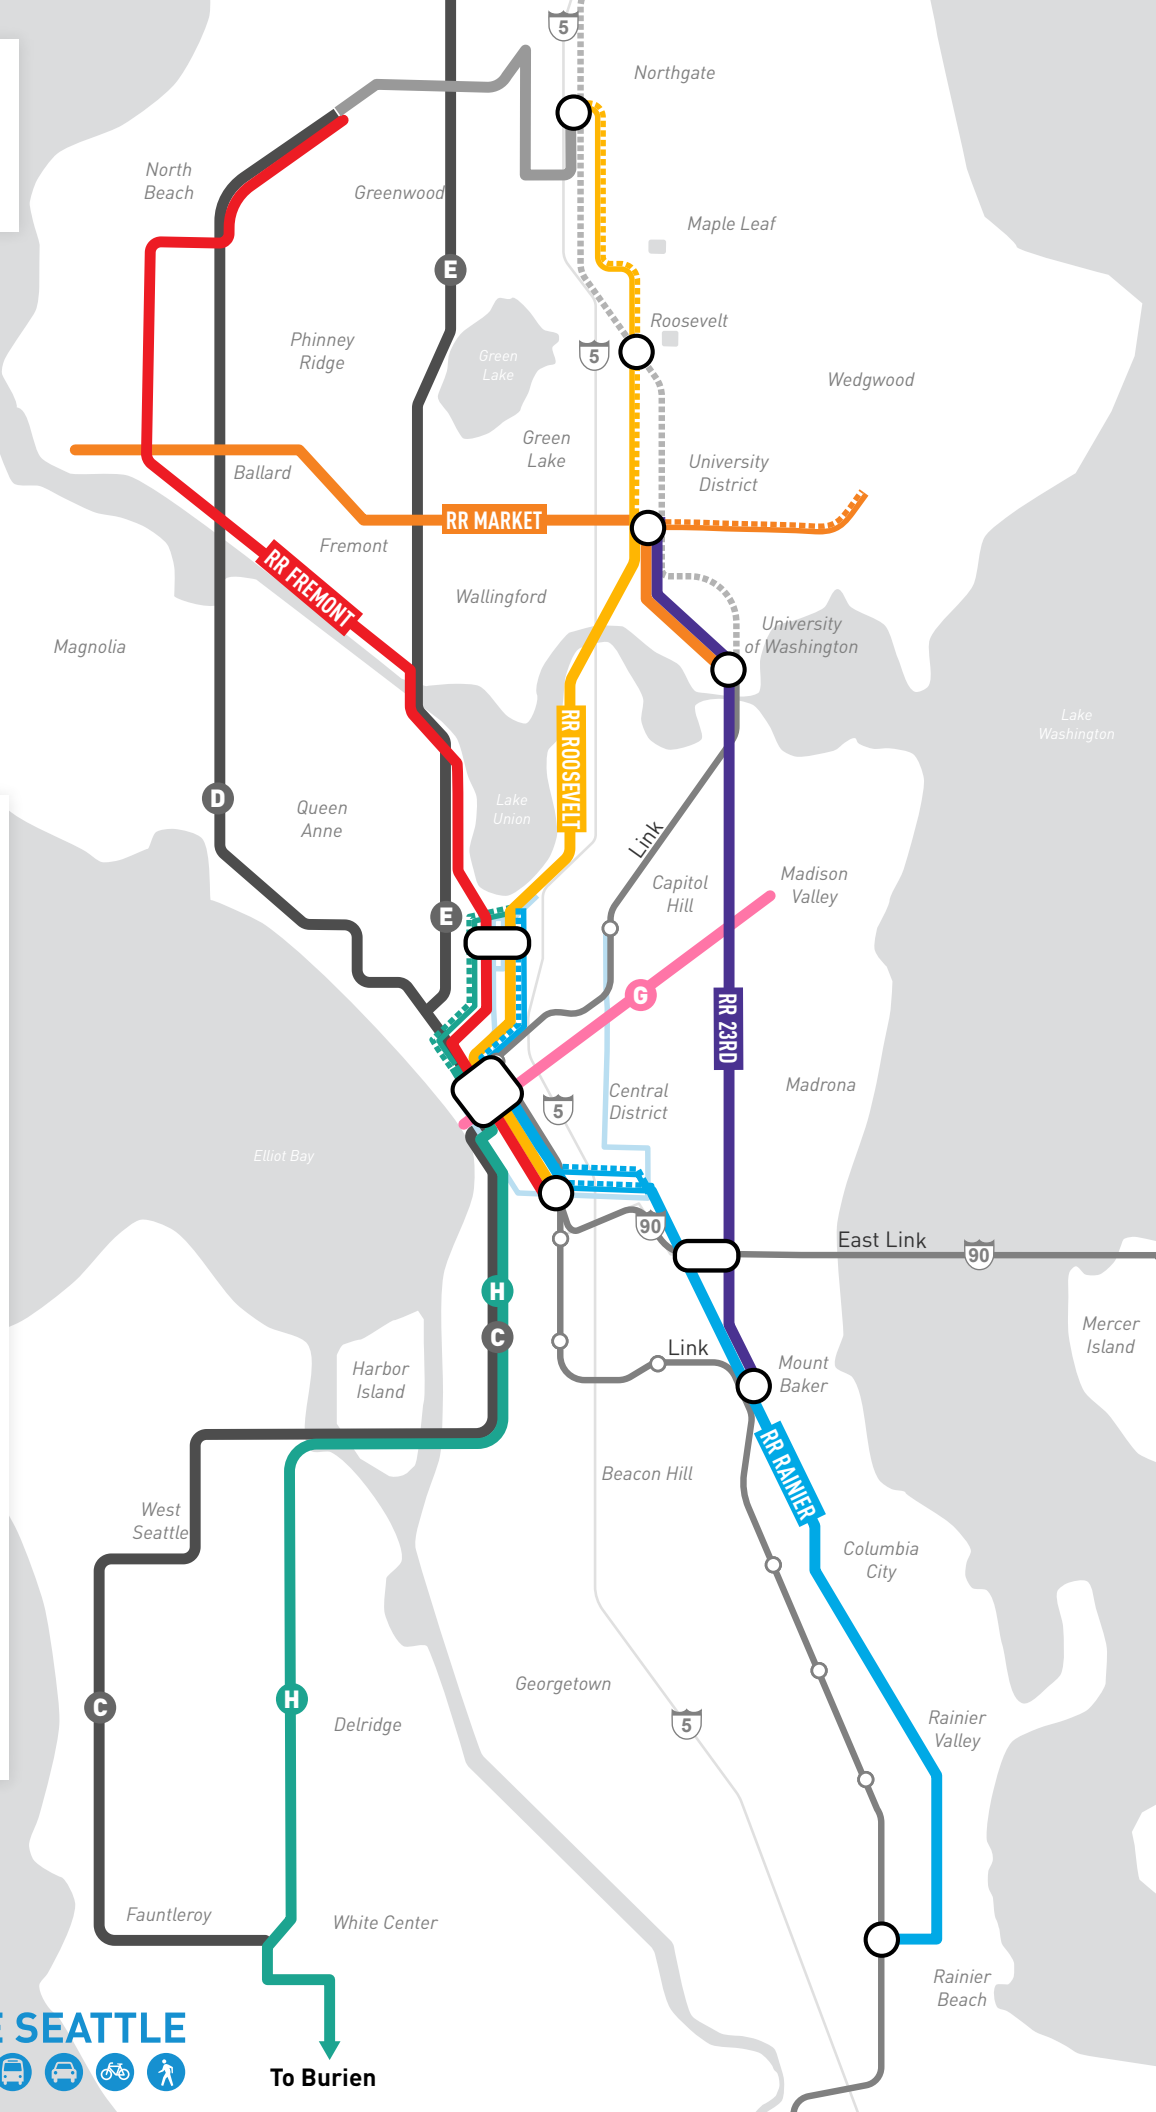 5
Northgate
North
Beach
Greenwood
Maple Leaf
E
Phinney
Ridge
Green
Lake
5
Roosevelt
Wedgwood
Green
Lake
University
District
Ballard
RR MARKET
Fremont
RR FREMONT
Wallingford
University
of Washington
Magnolia
Lake
Washington
RR ROOSEVELT
D
Queen
Anne
Lake
Union
Link
Capitol
Hill
Madison
Valley
E
G
RR 23RD
Central
District
Madrona
5
Elliot Bay
90
East Link
90
H
C
Link
Mount
Baker
Mercer
Island
Harbor
Island
RR RAINIER
Beacon Hill
West
Seattle
Columbia
City
Georgetown
C
H
Delridge
5
Rainier
Valley
Fauntleroy
White Center
Rainier
Beach
E SEATTLE
To Burien